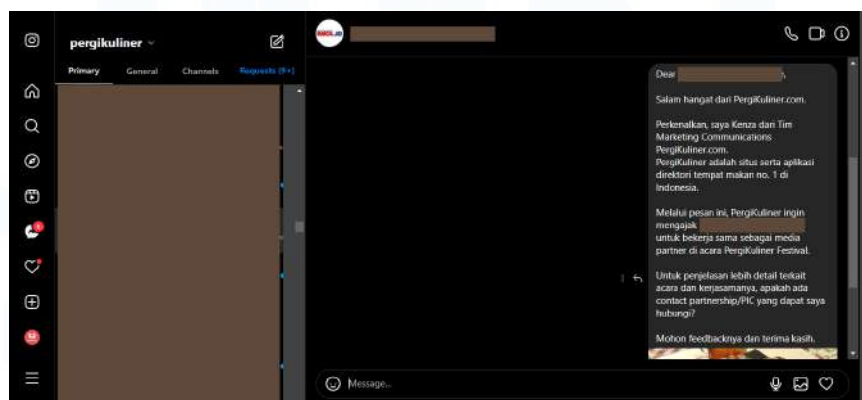 pergikuliner
Primary General Channels Requests (9+)
Dear
Salam hangat dari PergiKuliner.com.
Perkenalkan, saya Kenza dari Tim
Marketing Communications
PergiKuliner.com.
PergiKuliner adalah situs serta aplikasi
direktori tempat makan no. 1 di
Indonesia.
Melalui pesan ini, PergiKuliner ingin
mengajak
untuk bekerja sama sebagai media
partner di acara PergiKuliner Festival.
Untuk penjelasan lebih detail terkait
acara dan kerjasamanya, apakah ada
contact partnership/PIC yang dapat saya
hubungi?
Mohon feedbacknya dan terima kasih.
Message...